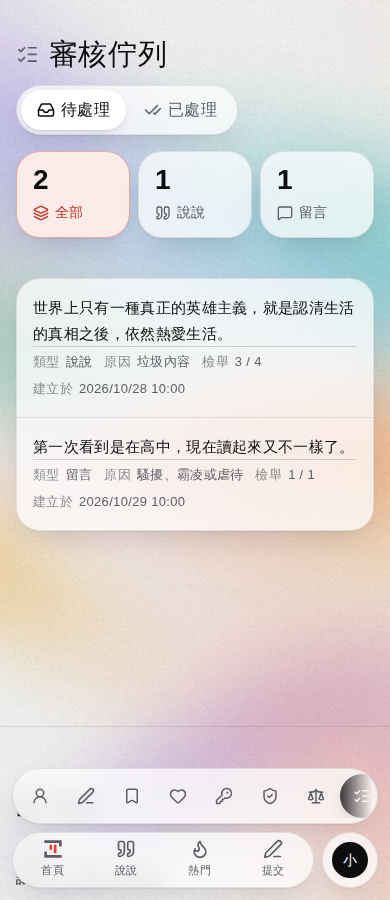 審核佇列
待處理
已處理
2
全部
1
說說
1
留言
世界上只有一種真正的英雄主義，就是認清生活
的真相之後，依然熱愛生活。
類型 說說 原因 垃圾內容 檢舉 3 / 4
建立於 2026/10/28 10:00
第一次看到是在高中，現在讀起來又不一樣了。
類型 留言 原因 騷擾、霸凌或虐待 檢舉 1 / 1
建立於 2026/10/29 10:00
首頁
說說
熱門
提交
小